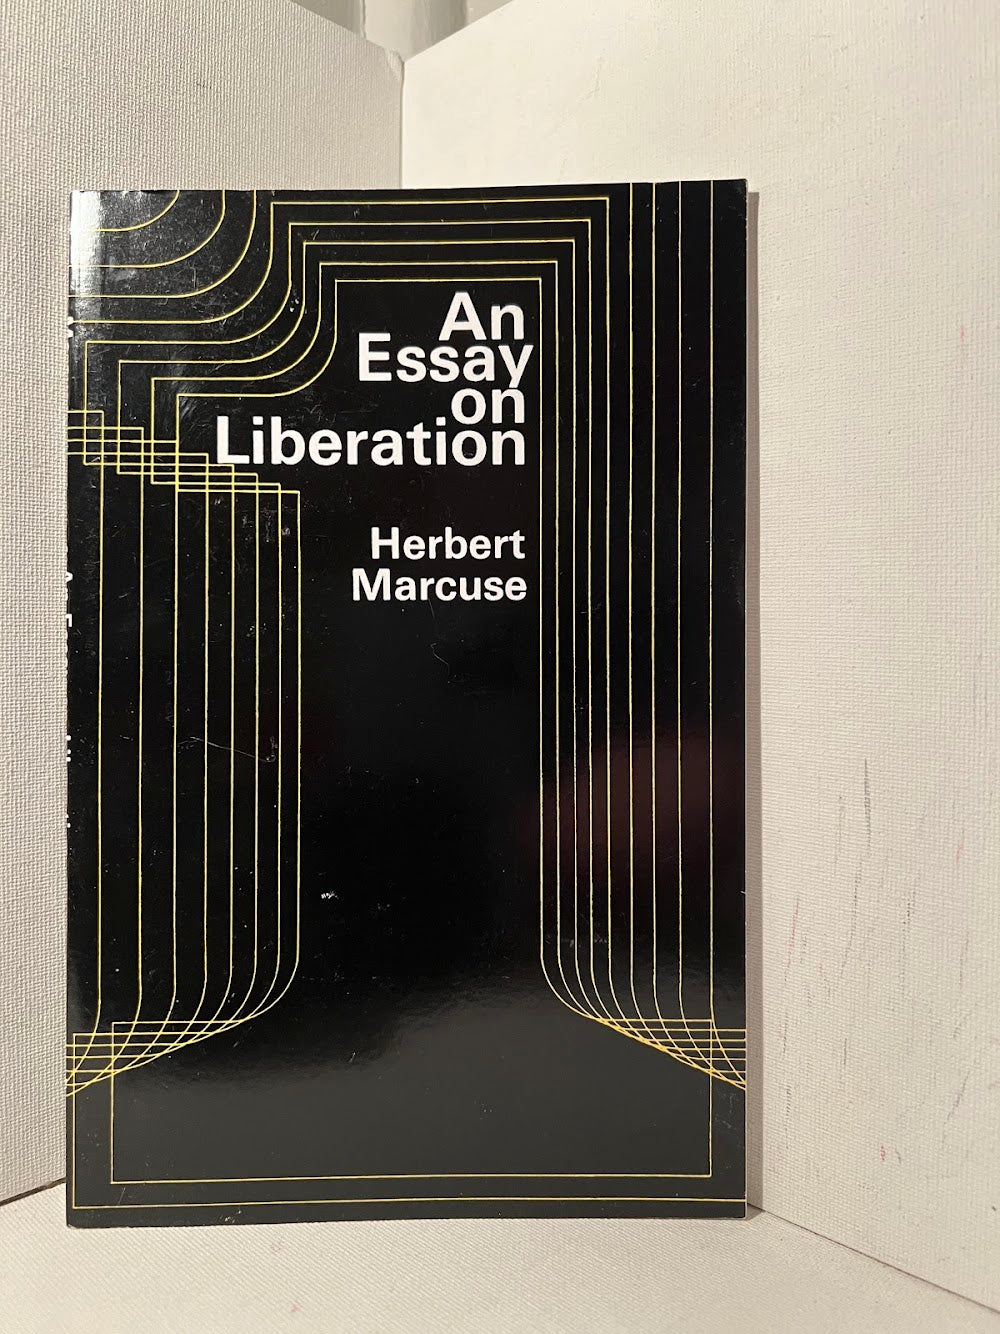 An
Essay
on
Liberation
Herbert
Marcuse